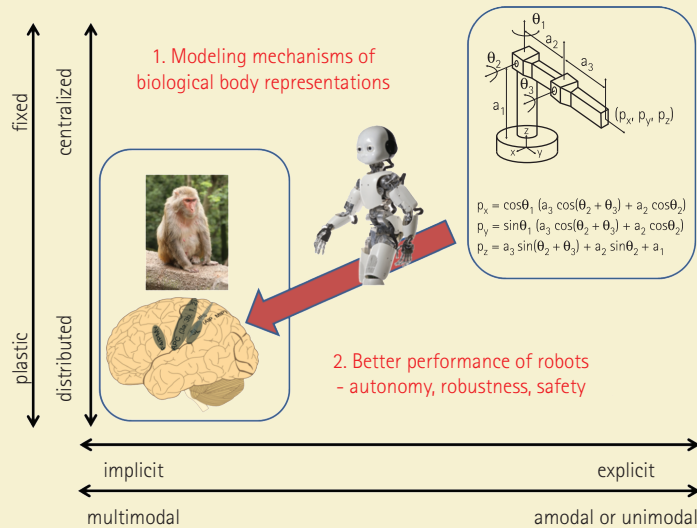 1. Modeling mechanisms of
biological body representations
fixed
centralized
plastic
distributed
θ1
a2
θ2
a3
θ3
a1
(px, py, pz)
z
x
y
px = cosθ1 (a3 cos(θ2 + θ3) + a2 cosθ2)
py = sinθ1 (a3 cos(θ2 + θ3) + a2 cosθ2)
pz = a3 sin(θ2 + θ3) + a2 sinθ2 + a1
2. Better performance of robots
- autonomy, robustness, safety
implicit
explicit
multimodal
amodal or unimodal